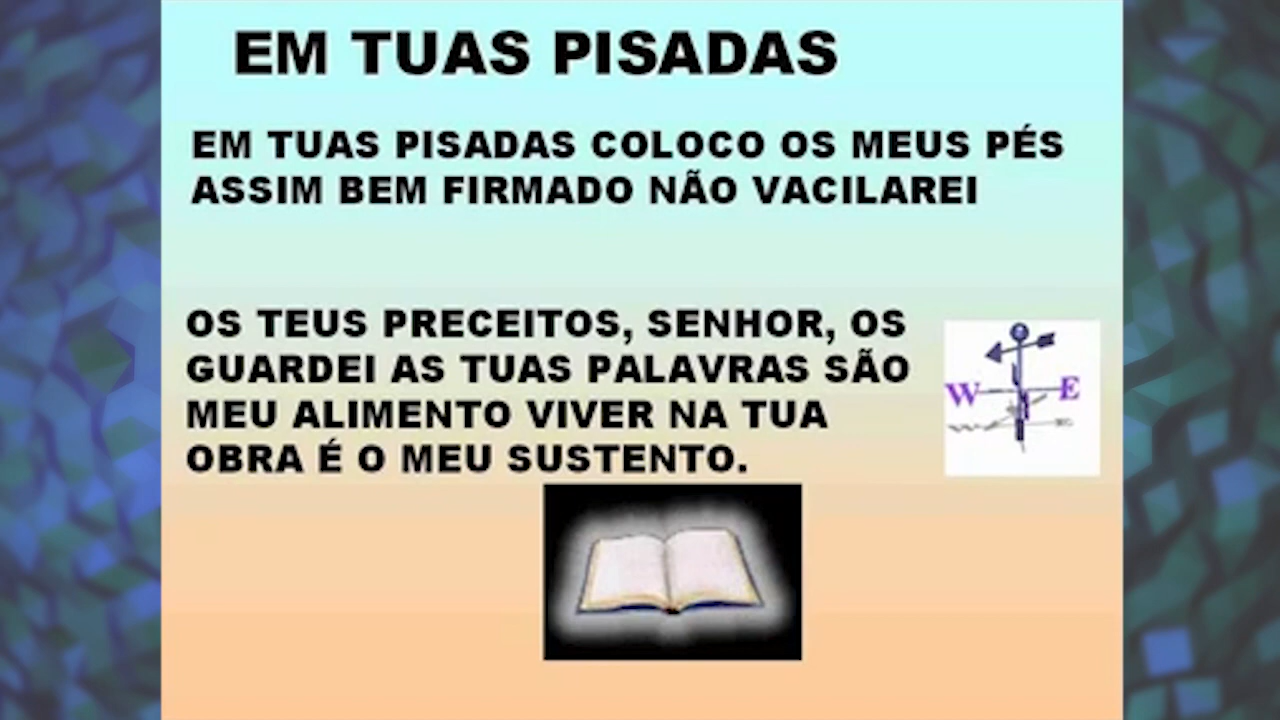 EM TUAS PISADAS
EM TUAS PISADAS COLOCO OS MEUS PÉS
ASSIM BEM FIRMADO NÃO VACILAREI
OS TEUS PRECEITOS, SENHOR, OS
GUARDEI AS TUAS PALAVRAS SÃO
MEU ALIMENTO VIVER NA TUA
OBRA É O MEU SUSTENTO.
W E